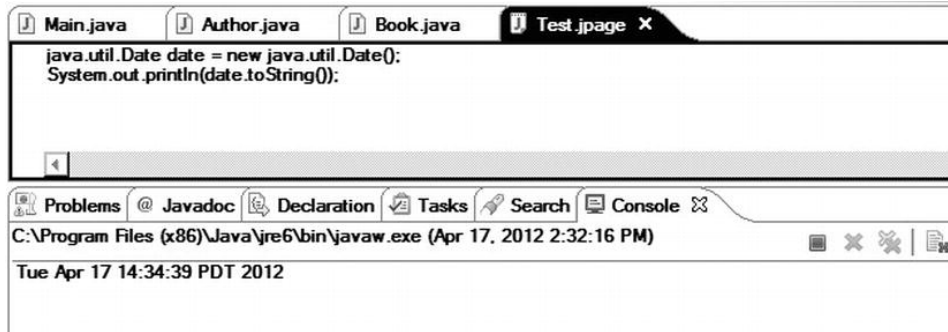 Main.java Author.java Book.java Test.jpage
java.util.Date date = new java.util.Date();
System.out.println(date.toString());
Problems @ Javadoc Declaration Tasks Search Console
C:\Program Files (x86)\Java\jre6\bin\javaw.exe (Apr 17, 2012 2:32:16 PM)
Tue Apr 17 14:34:39 PDT 2012